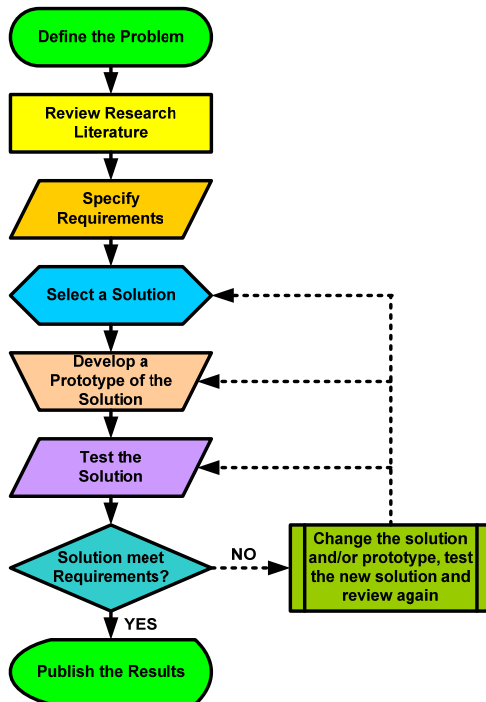 Define the Problem
Review Research
Literature
Specify
Requirements
Select a Solution
Develop a
Prototype of the
Solution
Test the
Solution
Solution meet
Requirements?
NO
Change the solution
and/or prototype, test
the new solution and
review again
YES
Publish the Results